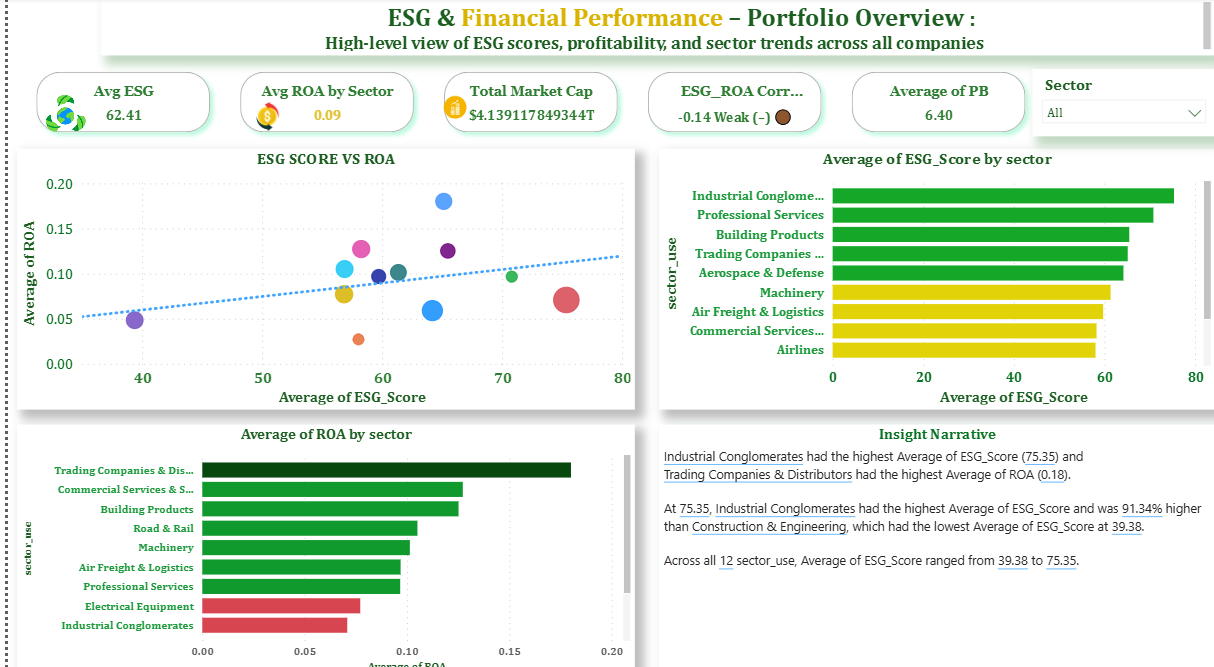 ESG & Financial Performance – Portfolio Overview :
High-level view of ESG scores, profitability, and sector trends across all companies
Avg ESG
62.41
Avg ROA by Sector
0.09
Total Market Cap
$4.139117849344T
ESG_ROA Corr...
-0.14 Weak (–)
Average of PB
6.40
Sector
All
ESG SCORE VS ROA
Average of ROA
0.20
0.15
0.10
0.05
0.00
40
50
60
70
80
Average of ESG_Score
Average of ESG_Score by sector
sector_use
Industrial Conglome...
Professional Services
Building Products
Trading Companies ...
Aerospace & Defense
Machinery
Air Freight & Logistics
Commercial Services...
Airlines
0
20
40
60
80
Average of ESG_Score
Average of ROA by sector
sector_use
Trading Companies & Dis...
Commercial Services & S...
Building Products
Road & Rail
Machinery
Air Freight & Logistics
Professional Services
Electrical Equipment
Industrial Conglomerates
0.00
0.05
0.10
0.15
0.20
Average of ROA
Insight Narrative
Industrial Conglomerates had the highest Average of ESG_Score (75.35) and
Trading Companies & Distributors had the highest Average of ROA (0.18).
At 75.35, Industrial Conglomerates had the highest Average of ESG_Score and was 91.34% higher
than Construction & Engineering, which had the lowest Average of ESG_Score at 39.38.
Across all 12 sector_use, Average of ESG_Score ranged from 39.38 to 75.35.